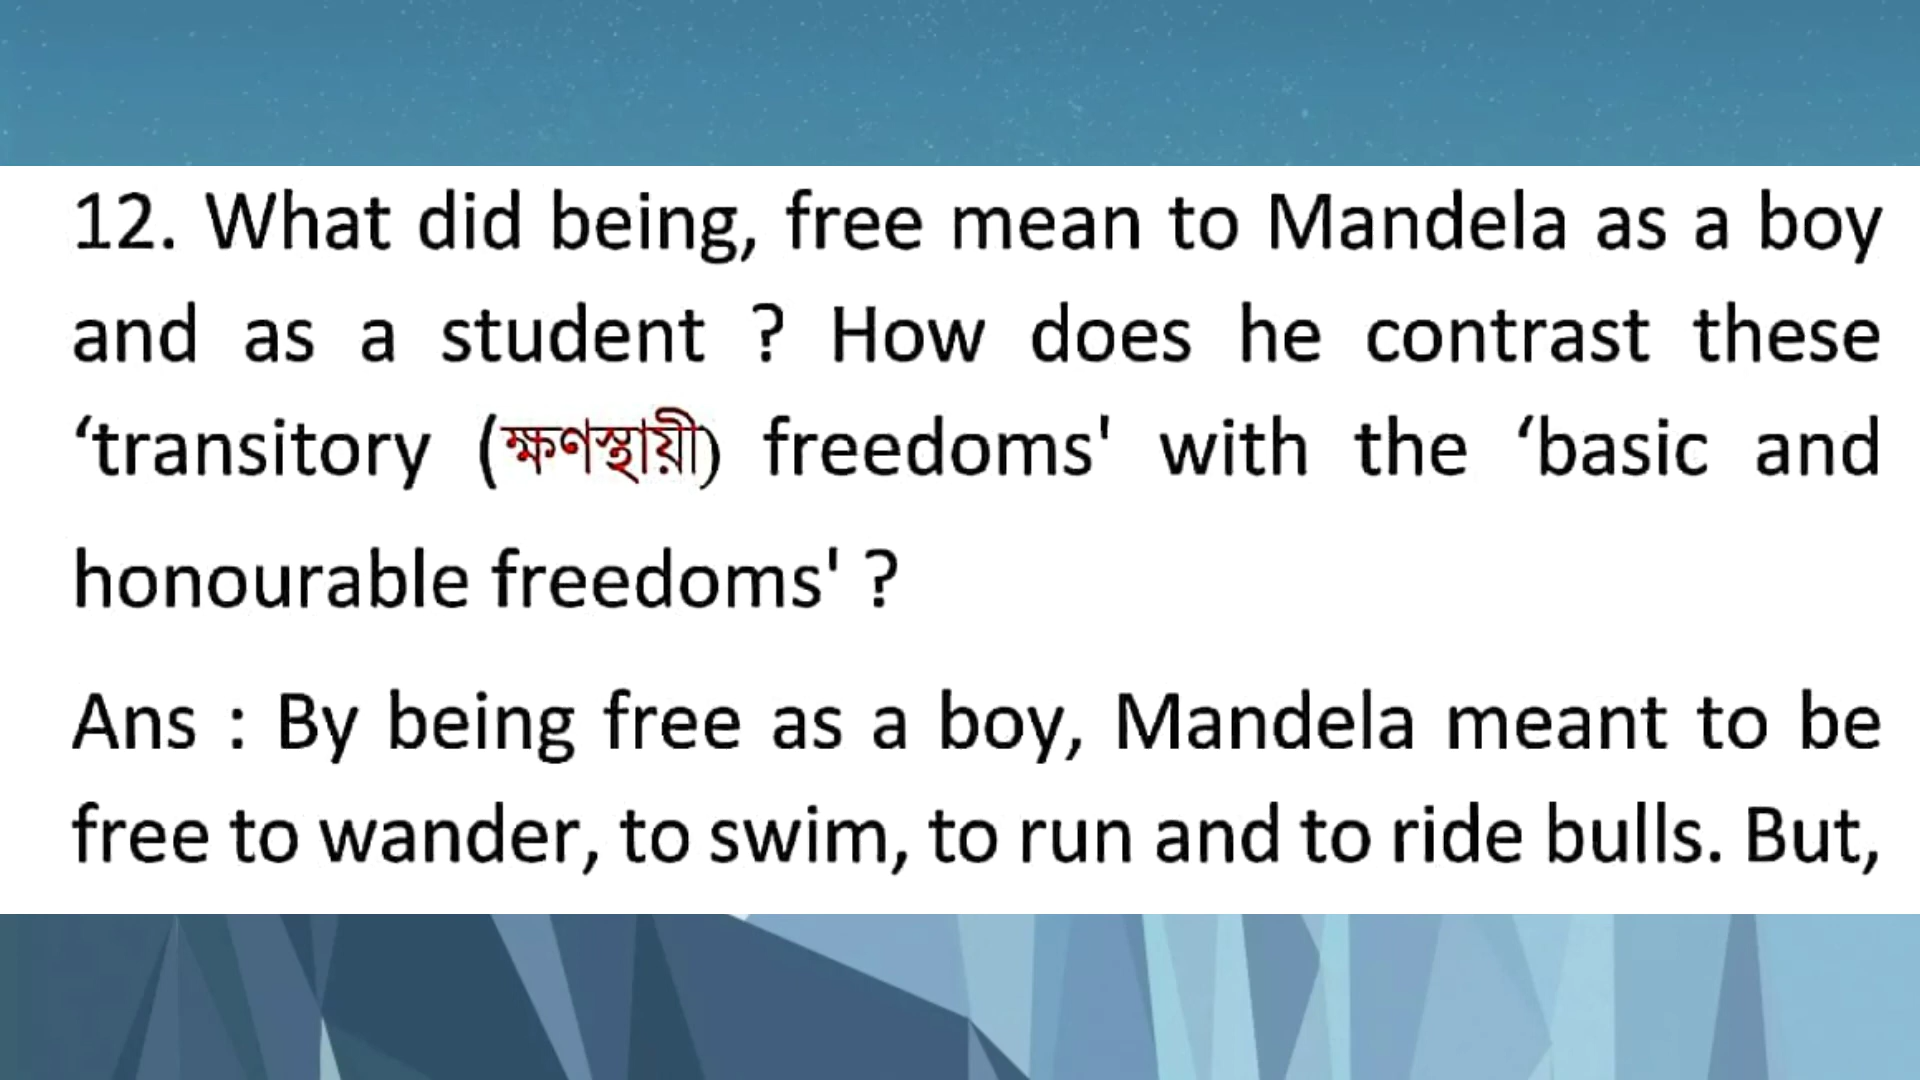 12. What did being, free mean to Mandela as a boy
and as a student ? How does he contrast these
‘transitory (ক্ষণস্থায়ী) freedoms' with the ‘basic and
honourable freedoms' ?
Ans : By being free as a boy, Mandela meant to be
free to wander, to swim, to run and to ride bulls. But,